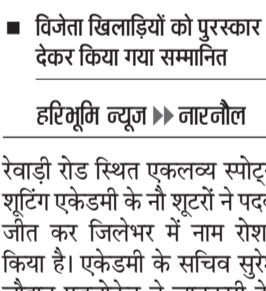 ■ विजेता खिलाड़ियों को पुरस्कार
देकर किया गया सम्मानित
हरिभूमि न्यूज ▶▶ नारनौल
रेवाड़ी रोड स्थित एकलव्य स्पोट्
शूटिंग एकेडमी के नौ शूटरों ने पद
जीत कर जिलेभर में नाम रोश
किया है। एकेडमी के सचिव सुरे